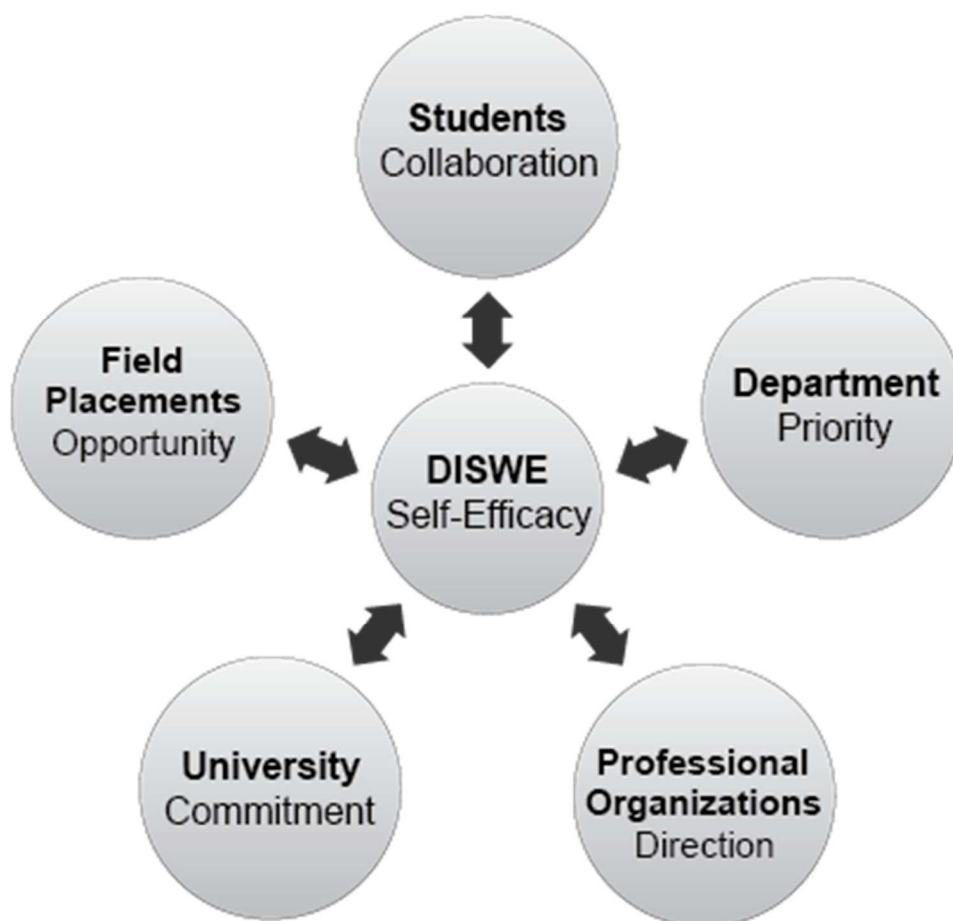 Students
Collaboration
Field
Placements
Opportunity
Department
Priority
DISWE
Self-Efficacy
University
Commitment
Professional
Organizations
Direction